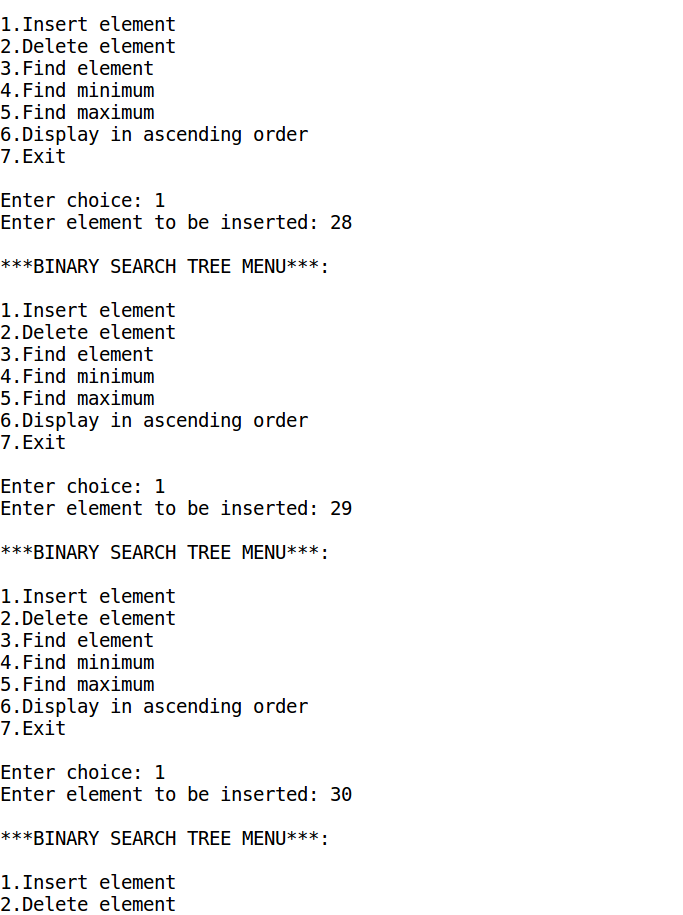 1.Insert element
2.Delete element
3.Find element
4.Find minimum
5.Find maximum
6.Display in ascending order
7.Exit
Enter choice: 1
Enter element to be inserted: 28
***BINARY SEARCH TREE MENU***:
1.Insert element
2.Delete element
3.Find element
4.Find minimum
5.Find maximum
6.Display in ascending order
7.Exit
Enter choice: 1
Enter element to be inserted: 29
***BINARY SEARCH TREE MENU***:
1.Insert element
2.Delete element
3.Find element
4.Find minimum
5.Find maximum
6.Display in ascending order
7.Exit
Enter choice: 1
Enter element to be inserted: 30
***BINARY SEARCH TREE MENU***:
1.Insert element
2.Delete element